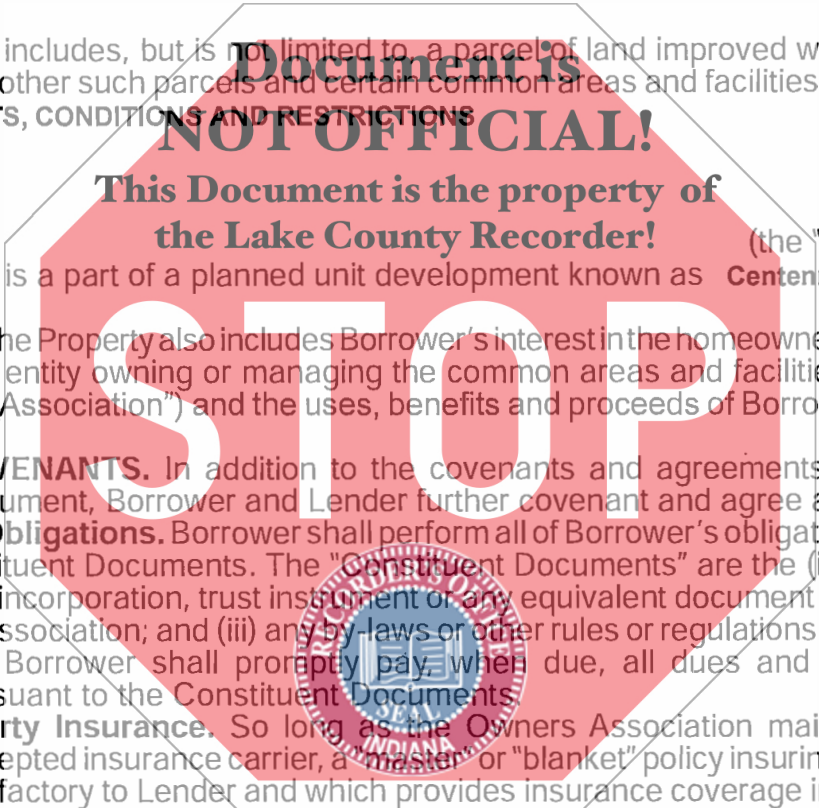 includes, but is not limited to, a parcel of land improved w
other such parcels and certain common areas and facilities
S, CONDITIONS AND RESTRICTIONS
Document is
NOT OFFICIAL!
This Document is the property of
the Lake County Recorder!
(the "
is a part of a planned unit development known as Centen
he Property also includes Borrower's interest in the homeowne
entity owning or managing the common areas and faciliti
Association") and the uses, benefits and proceeds of Borro
STOP
VENANTS. In addition to the covenants and agreements
ument, Borrower and Lender further covenant and agree a
bligations. Borrower shall perform all of Borrower's obligat
tuent Documents. The "Constituent Documents" are the (i
incorporation, trust instrument or any equivalent document
ssociation; and (iii) any by-laws or other rules or regulations
Borrower shall promptly pay, when due, all dues and
suant to the Constituent Documents.
rty Insurance. So long as the Owners Association mai
epted insurance carrier, a "master" or "blanket" policy insurin
factory to Lender and which provides insurance coverage i
RECORDER'S OFFICE
SEAL
INDIANA